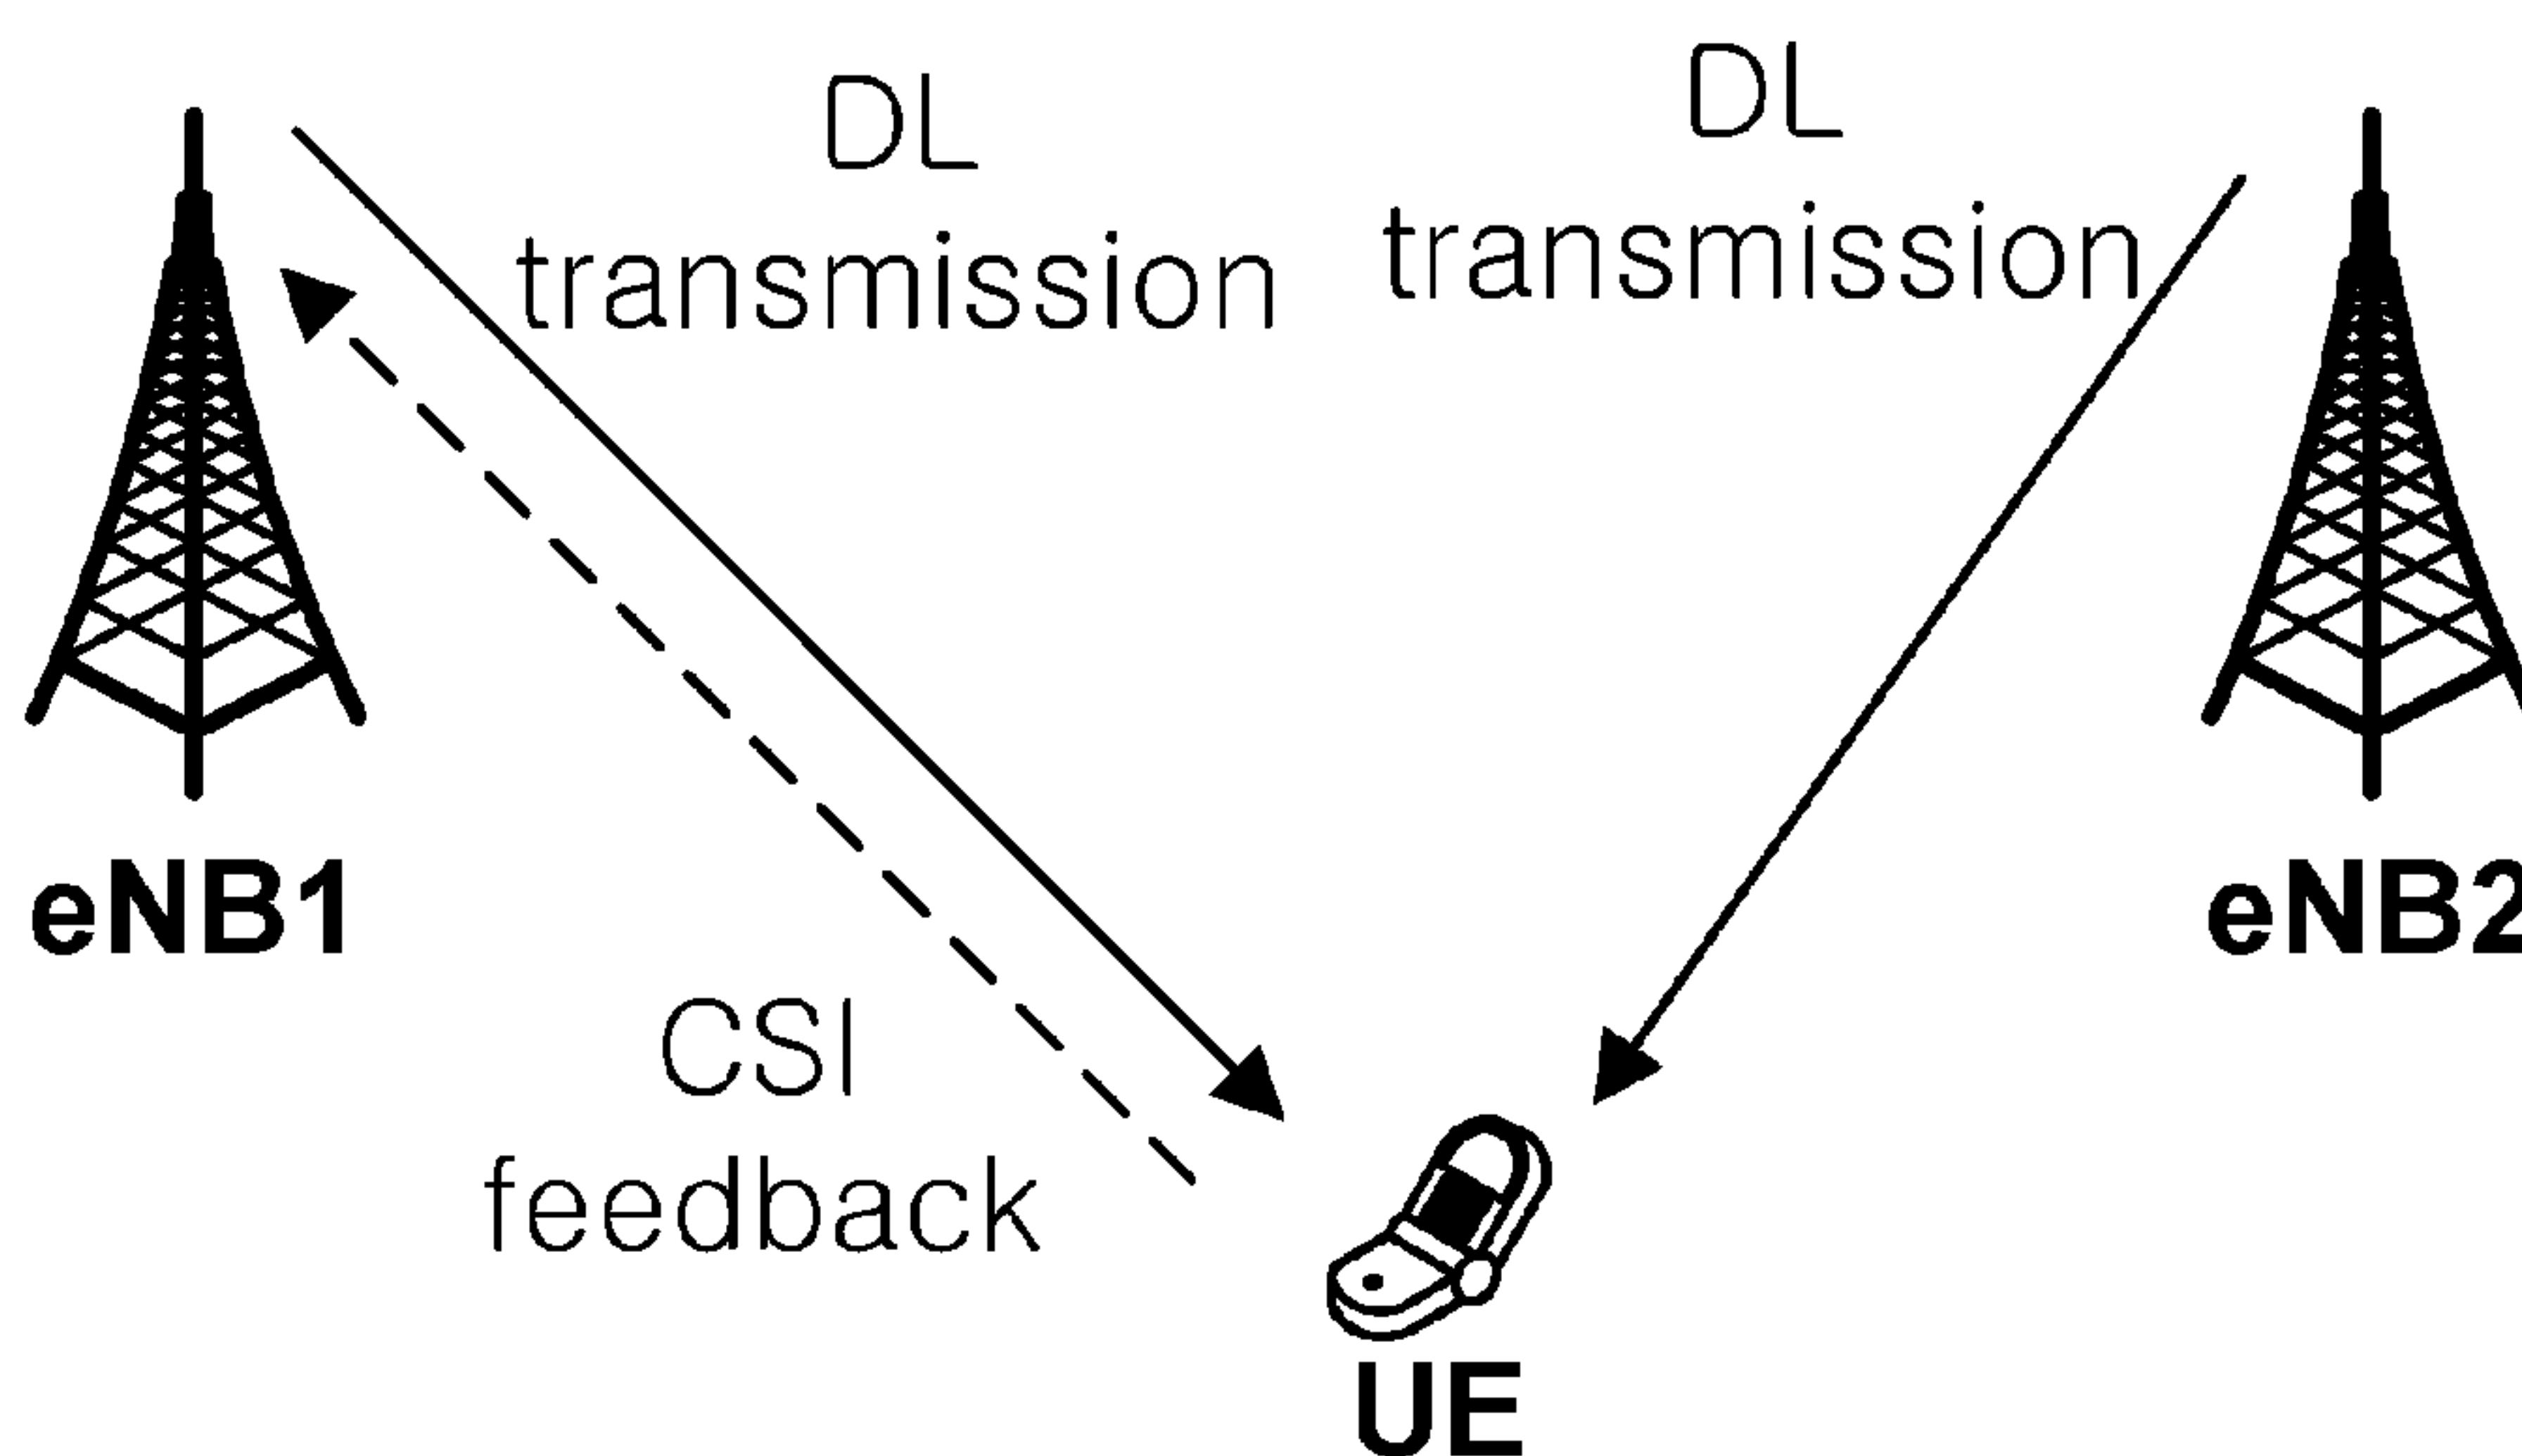 DL
transmission
DL
transmission
eNB1
eNB2
CSI
feedback
UE